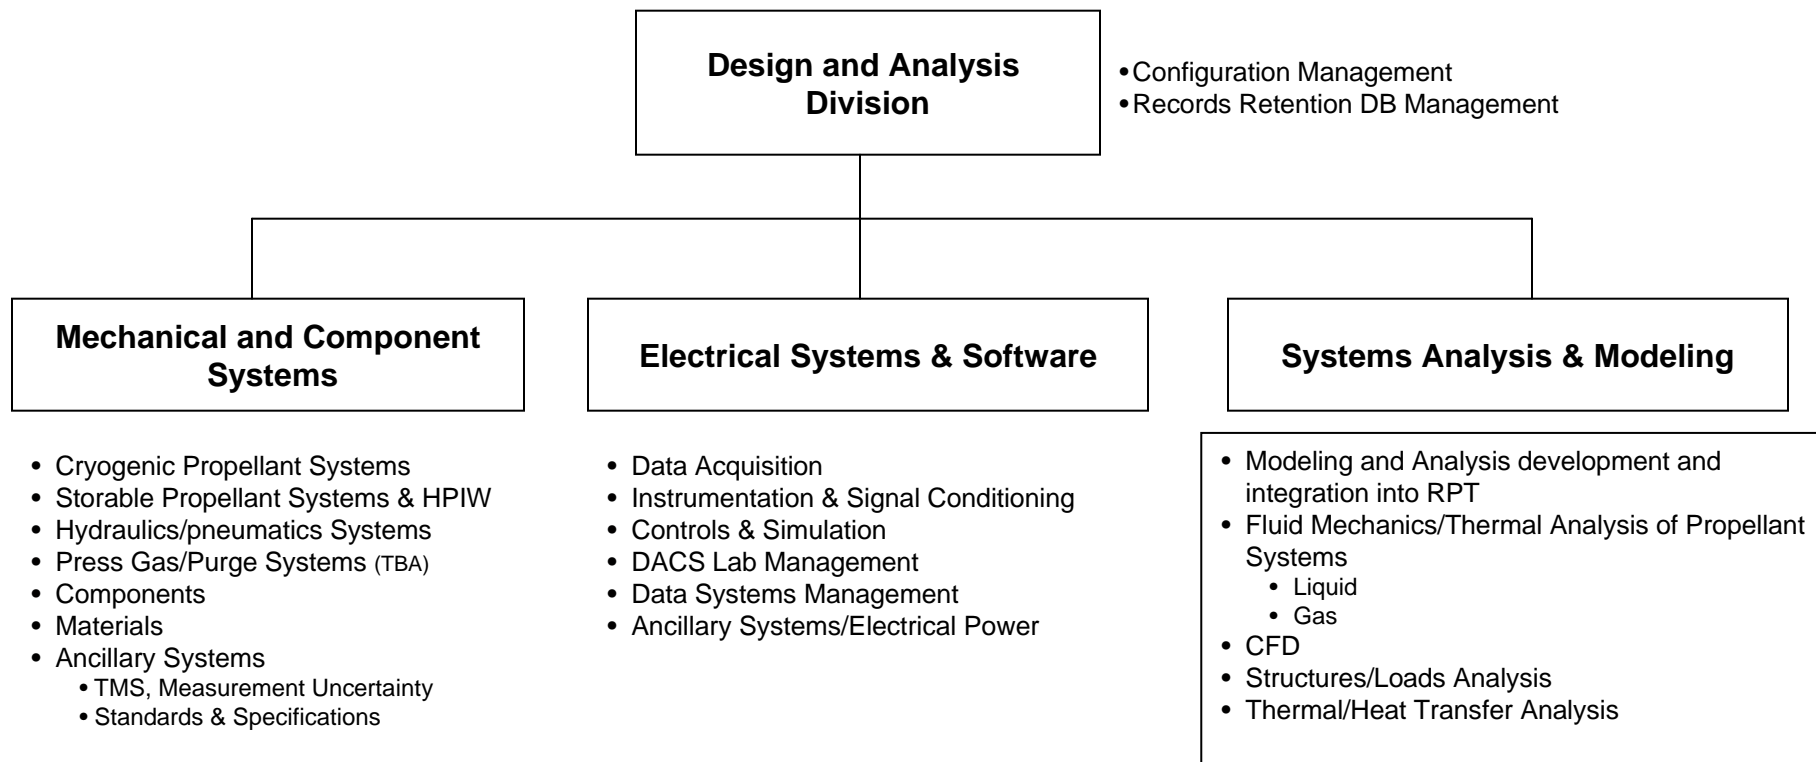 Design and Analysis
Division
•Configuration Management
•Records Retention DB Management
Mechanical and Component
Systems
• Cryogenic Propellant Systems
• Storable Propellant Systems & HPIW
• Hydraulics/pneumatics Systems
• Press Gas/Purge Systems (TBA)
• Components
• Materials
• Ancillary Systems
• TMS, Measurement Uncertainty
• Standards & Specifications
Electrical Systems & Software
• Data Acquisition
• Instrumentation & Signal Conditioning
• Controls & Simulation
• DACS Lab Management
• Data Systems Management
• Ancillary Systems/Electrical Power
Systems Analysis & Modeling
• Modeling and Analysis development and
integration into RPT
• Fluid Mechanics/Thermal Analysis of Propellant
Systems
• Liquid
• Gas
• CFD
• Structures/Loads Analysis
• Thermal/Heat Transfer Analysis